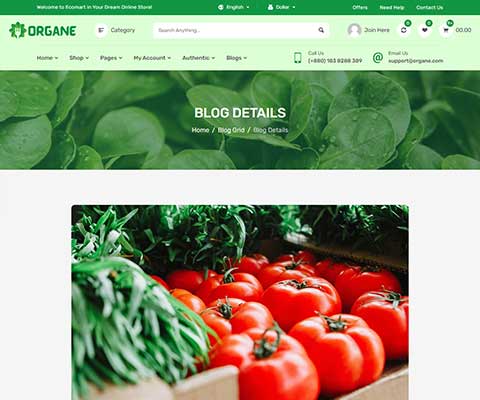 Welcome to Ecomart in Your Dream Online Store!
English
Dollar
Offers
Need Help
Contact Us
ORGANE
Category
Search Anything...
Join Here
0
0
9+
00.00
Home
Shop
Pages
My Account
Authentic
Blogs
Call Us
(+880) 183 8288 389
Email Us
support@organe.com
BLOG DETAILS
Home / Blog Grid / Blog Details